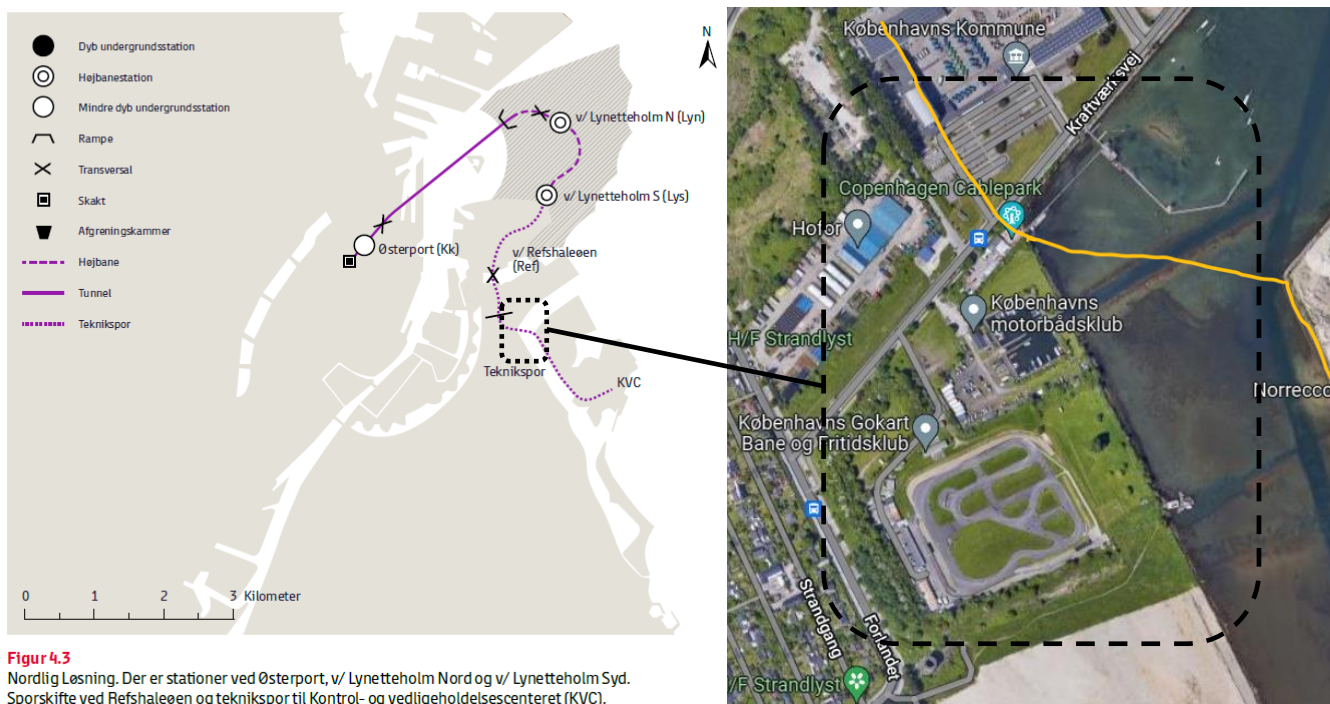 Dyb undergrundsstation
Højbanestation
Mindre dyb undergrundsstation
Rampe
Transversal
Skakt
Afgreningskammer
Højbane
Tunnel
Teknikspor
N
v/ Lynetteholm N (Lyn)
v/ Lynetteholm S (Lys)
Østerport (Kk)
v/ Refshaleøen
(Ref)
Teknikspor
KVC
0 1 2 3 Kilometer
Figur 4.3
Nordlig Løsning. Der er stationer ved Østerport, v/ Lynetteholm Nord og v/ Lynetteholm Syd.
Sporskifte ved Refshaleøen og teknikspor til Kontrol- og vedligeholdelsescenteret (KVC).
Københavns Kommune
Kraftværksvej
Copenhagen Cablepark
Hofor
Københavns
motorbådsklub
H/F Strandlyst
Norrecco
Københavns Gokart
Bane og Fritidsklub
Strandgang
Forlandet
/F Strandlyst